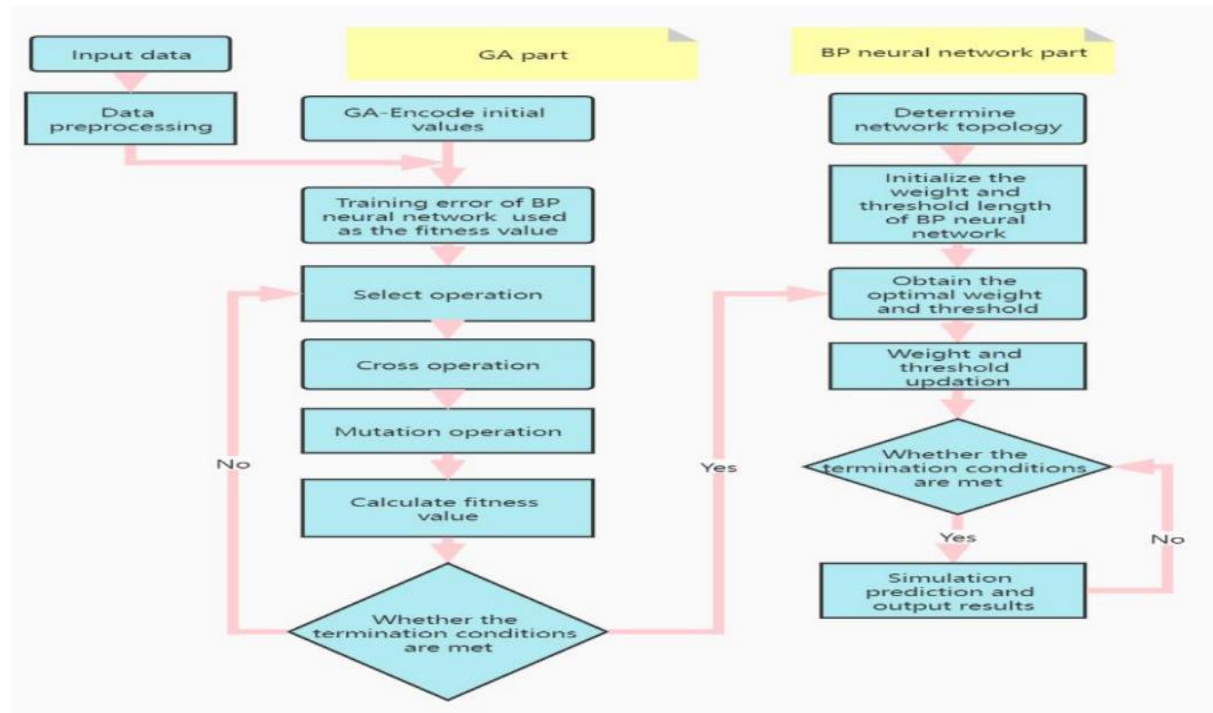 Input data
Data
preprocessing
GA part
GA-Encode initial
values
Training error of BP
neural network used
as the fitness value
Select operation
Cross operation
Mutation operation
Calculate fitness
value
Whether the
termination conditions
are met
No
Yes
BP neural network part
Determine
network topology
Initialize the
weight and
threshold length
of BP neural
network
Obtain the
optimal weight
and threshold
Weight and
threshold
updation
Whether the
termination conditions
are met
Yes
No
Simulation
prediction and
output results